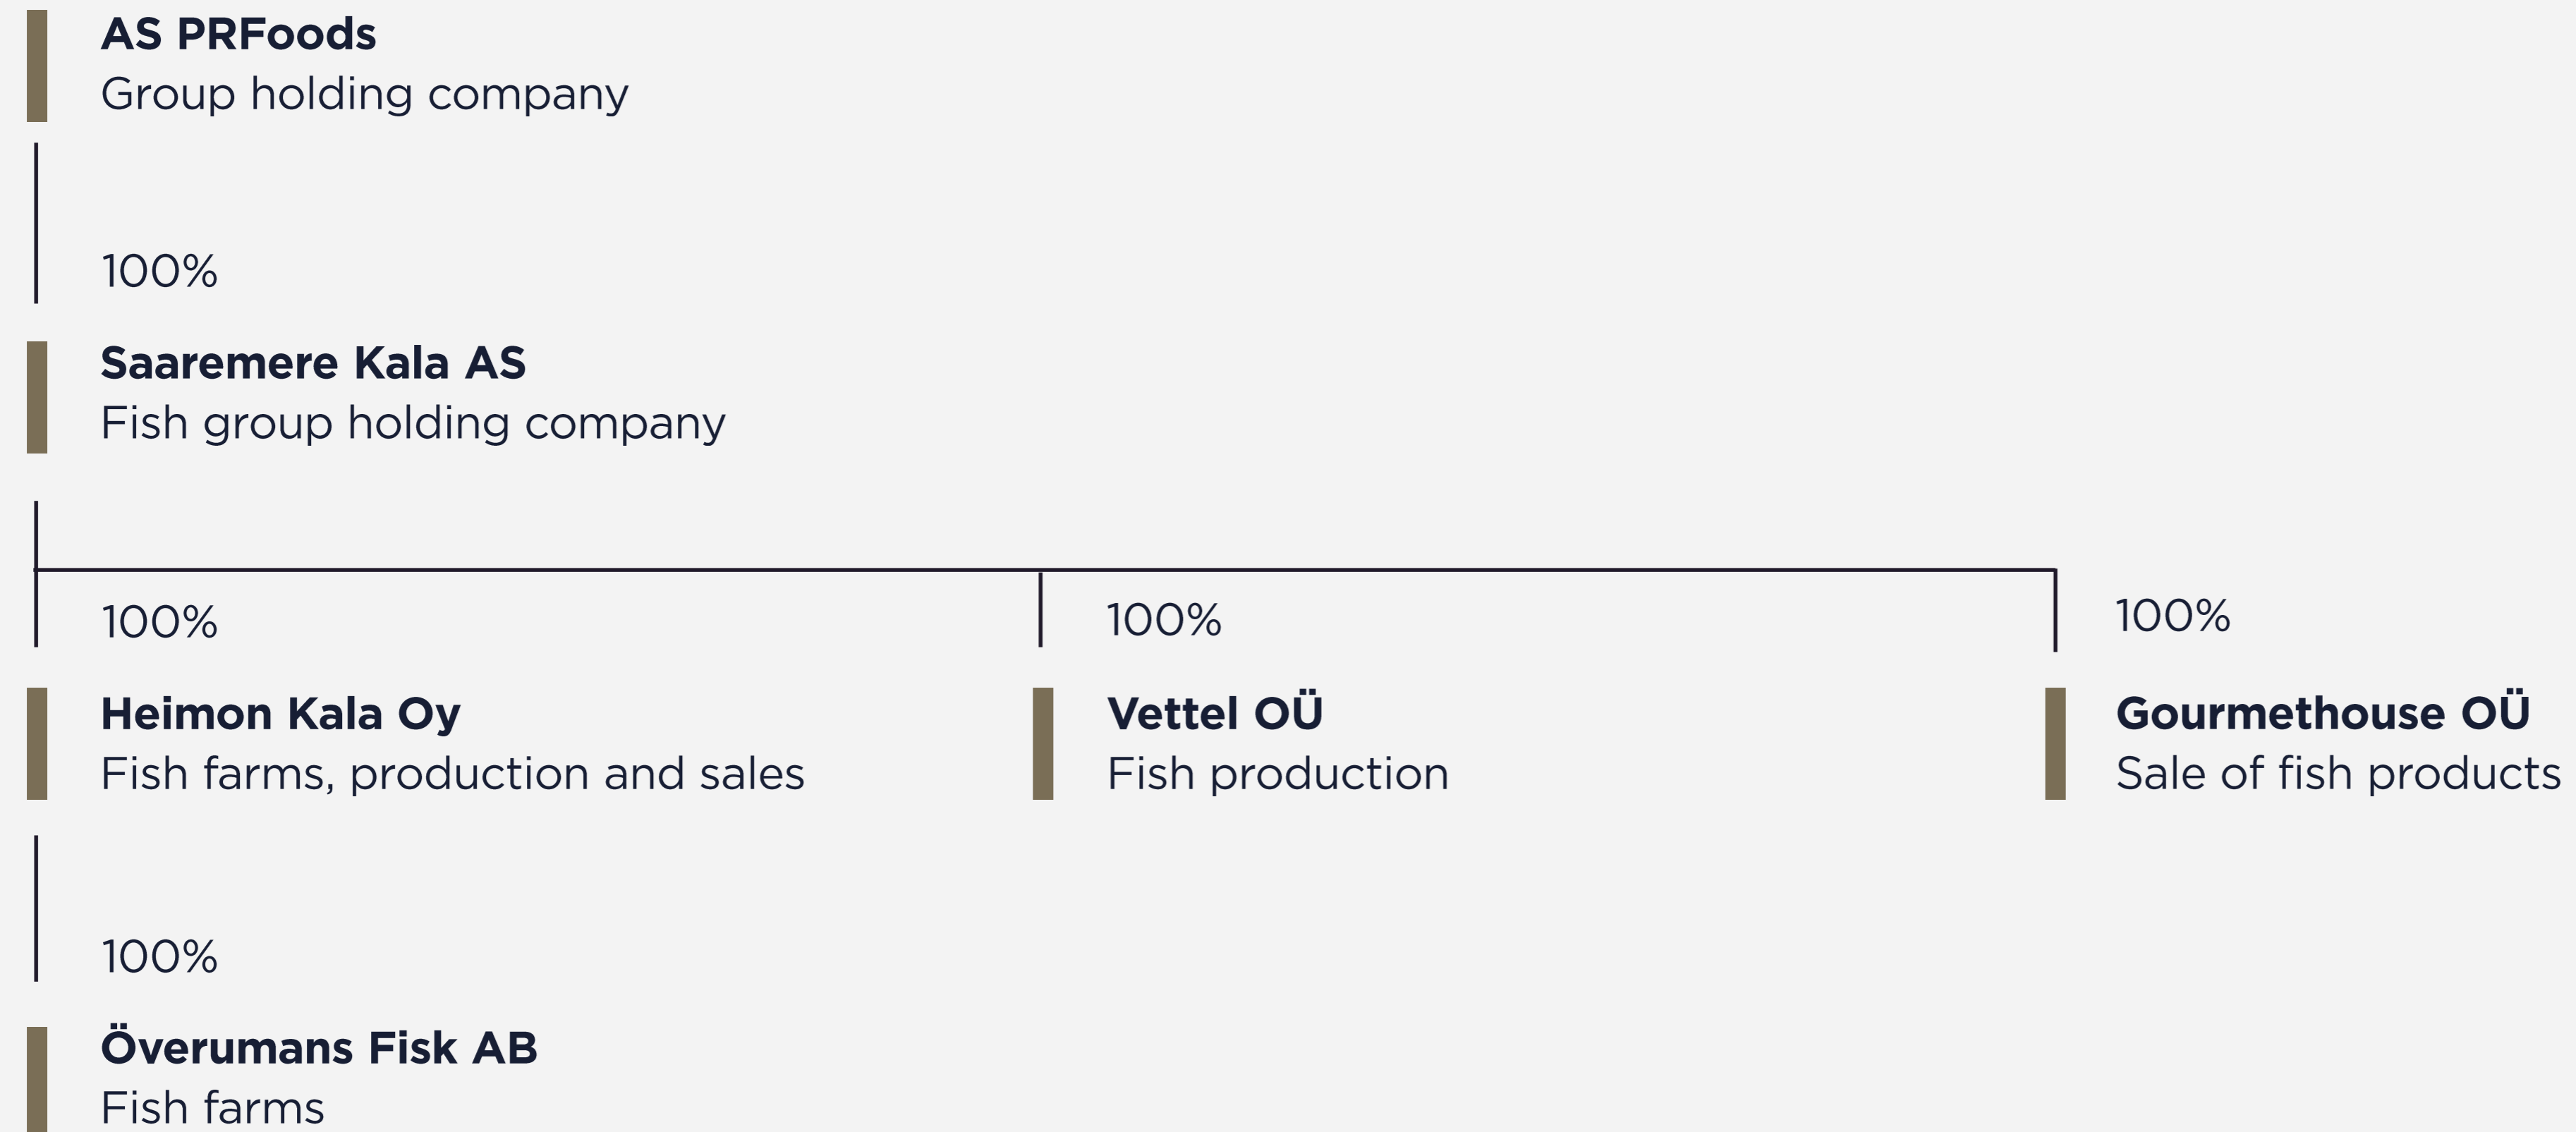 AS PRFoods
Group holding company
100%
Saaremere Kala AS
Fish group holding company
100%
100%
100%
Heimon Kala Oy
Fish farms, production and sales
Vettel OÜ
Fish production
Gourmethouse OÜ
Sale of fish products
100%
Överumans Fisk AB
Fish farms